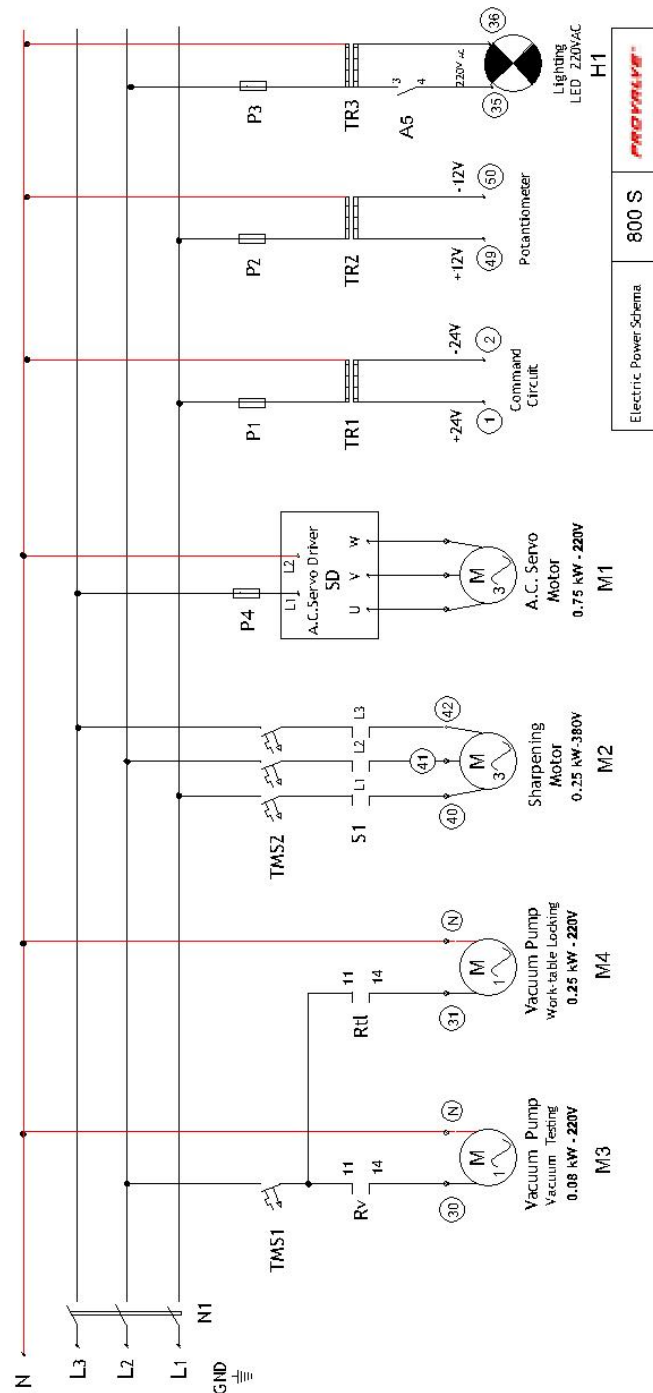 N
L3
L2
L1
GND
N1
TMS1
Rv
11
14
30
N
M
1
Vacuum Pump
Vacuum Testing
0.08 kW - 220V
M3
Rtl
11
14
31
N
M
1
Vacuum Pump
Work-table Locking
0.25 kW - 220V
M4
TMS2
S1
L1
L2
L3
40
41
42
M
3
Sharpening
Motor
0.25 kW-380V
M2
P4
L1
L2
A.C.Servo Driver
SD
U
V
W
M
3
A.C. Servo
Motor
0.75 kW - 220V
M1
P1
TR1
+24V
-24V
1
2
Command
Circuit
P2
TR2
+12V
-12V
49
50
Potantiometer
P3
TR3
A5
3
4
220V AC
35
36
Lighting
LED 220VAC
H1
Electric Power Schema
800 S
PROVALVE®